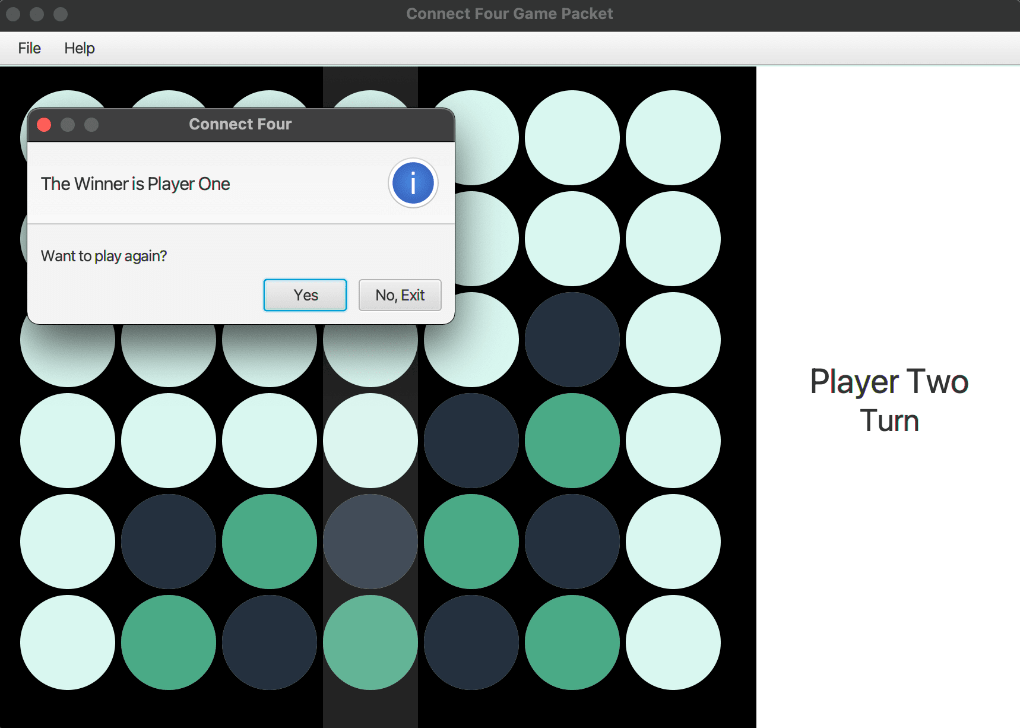 Connect Four Game Packet
File Help
Connect Four
The Winner is Player One
i
Want to play again?
Yes No, Exit
Player Two
Turn